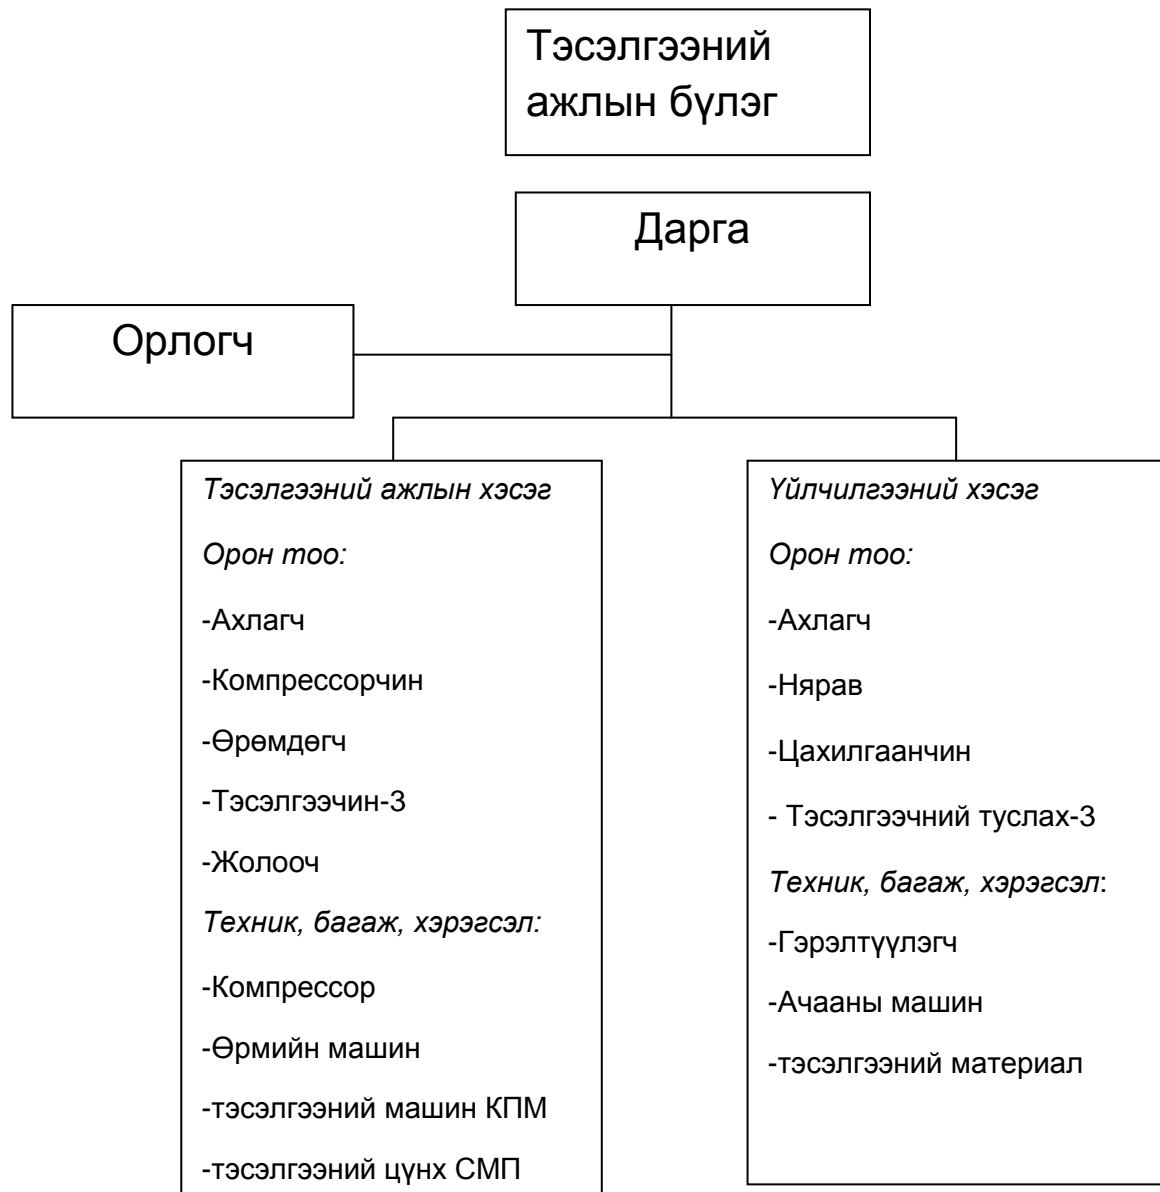 Тэсэлгээний
ажлын бүлэг
Дарга
Орлогч
Тэсэлгээний ажлын хэсэг
Орон тоо:
-Ахлагч
-Компрессорчин
-Өрөмдөгч
-Тэсэлгээчин-3
-Жолооч
Техник, багаж, хэрэгсэл:
-Компрессор
-Өрмийн машин
-тэсэлгээний машин КПМ
-тэсэлгээний цүнх СМП
Үйлчилгээний хэсэг
Орон тоо:
-Ахлагч
-Нярав
-Цахилгаанчин
- Тэсэлгээчний туслах-3
Техник, багаж, хэрэгсэл:
-Гэрэлтүүлэгч
-Ачааны машин
-тэсэлгээний материал